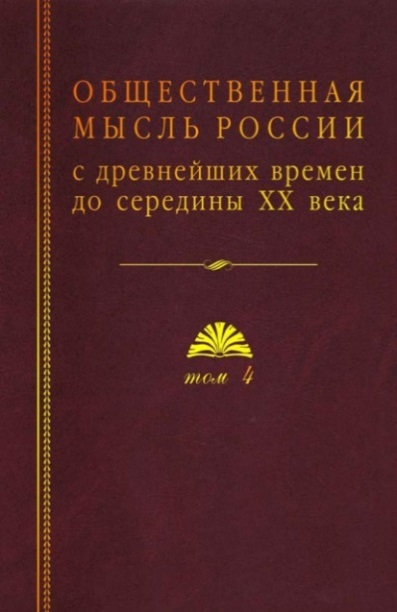 ОБЩЕСТВЕННАЯ
МЫСЛЬ РОССИИ
с древнейших времен
до середины XX века
том 4